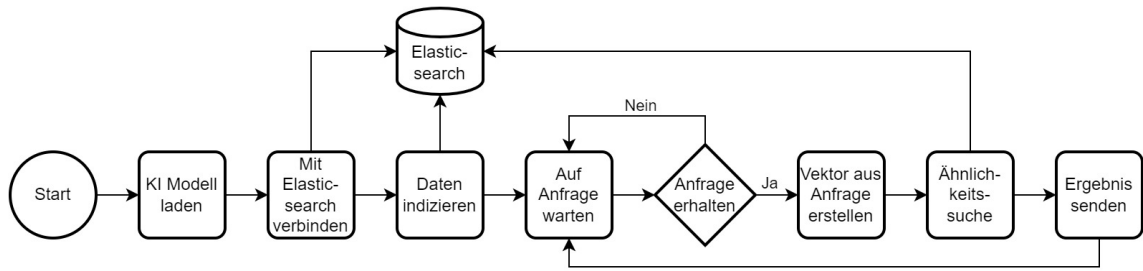 Elastic-
search
Nein
Start
KI Modell
laden
Mit
Elastic-
search
verbinden
Daten
indizieren
Auf
Anfrage
warten
Anfrage
erhalten
Ja
Vektor aus
Anfrage
erstellen
Ähnlich-
keits-
suche
Ergebnis
senden